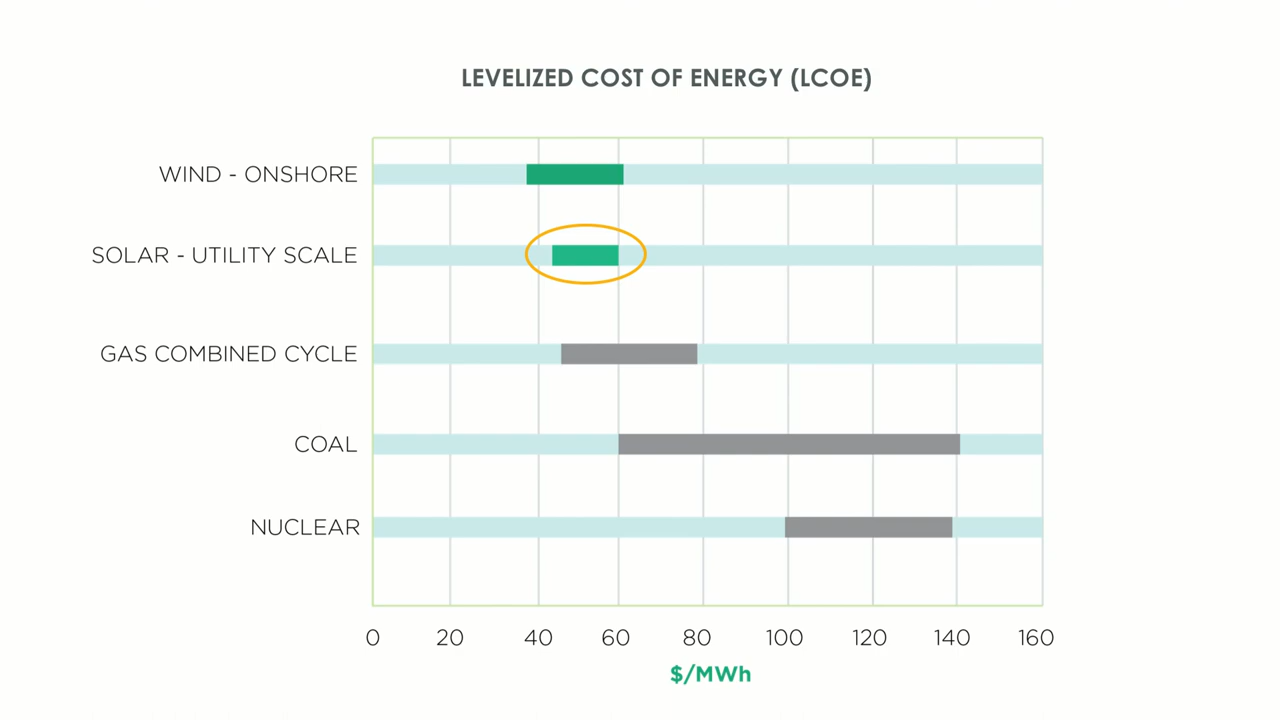 LEVELIZED COST OF ENERGY (LCOE)
WIND - ONSHORE
SOLAR - UTILITY SCALE
GAS COMBINED CYCLE
COAL
NUCLEAR
0 20 40 60 80 100 120 140 160
$/MWh